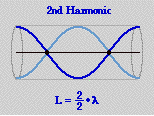 2nd Harmonic
L = 2/2 • λ